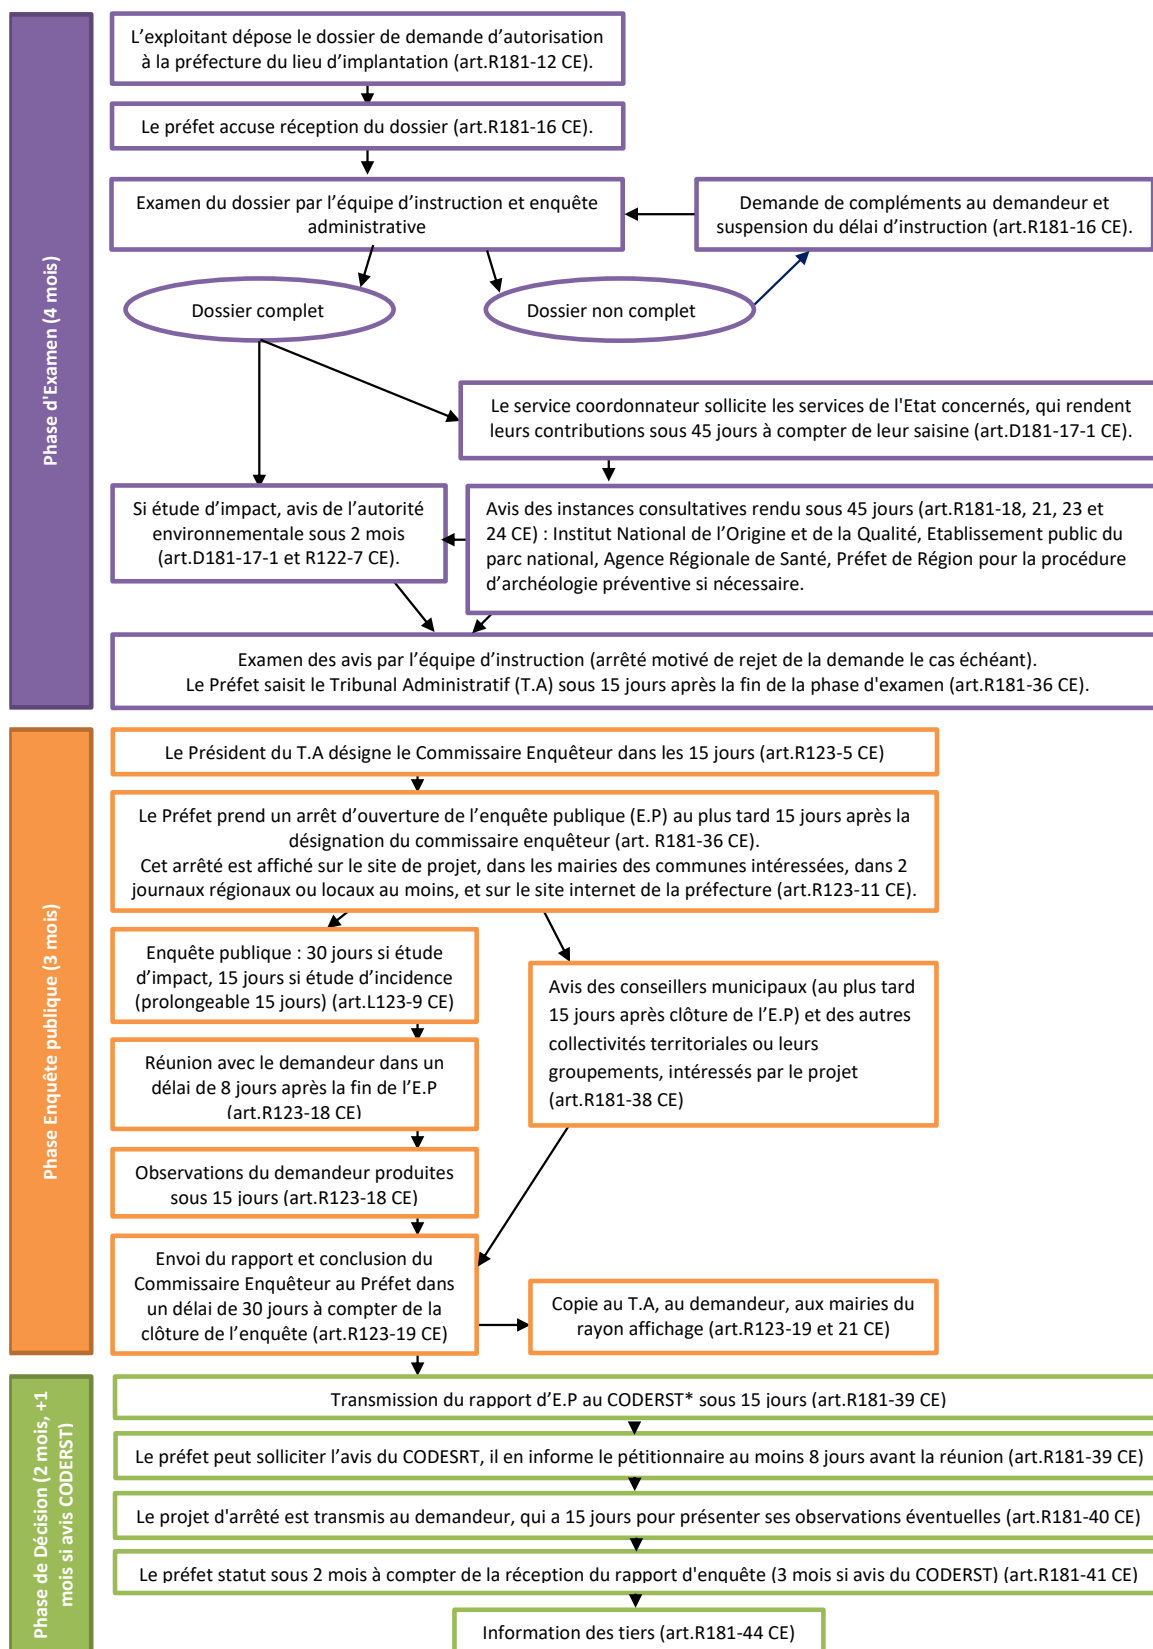 Phase d'Examen (4 mois)
L'exploitant dépose le dossier de demande d'autorisation
à la préfecture du lieu d'implantation (art.R181-12 CE).
Le préfet accuse réception du dossier (art.R181-16 CE).
Examen du dossier par l'équipe d'instruction et enquête
administrative
Demande de compléments au demandeur et
suspension du délai d'instruction (art.R181-16 CE).
Dossier complet
Dossier non complet
Le service coordonnateur sollicite les services de l'Etat concernés, qui rendent
leurs contributions sous 45 jours à compter de leur saisine (art.D181-17-1 CE).
Si étude d'impact, avis de l'autorité
environnementale sous 2 mois
(art.D181-17-1 et R122-7 CE).
Avis des instances consultatives rendu sous 45 jours (art.R181-18, 21, 23 et
24 CE) : Institut National de l'Origine et de la Qualité, Etablissement public du
parc national, Agence Régionale de Santé, Préfet de Région pour la procédure
d'archéologie préventive si nécessaire.
Examen des avis par l'équipe d'instruction (arrêté motivé de rejet de la demande le cas échéant).
Le Préfet saisit le Tribunal Administratif (T.A) sous 15 jours après la fin de la phase d'examen (art.R181-36 CE).
Phase Enquête publique (3 mois)
Le Président du T.A désigne le Commissaire Enquêteur dans les 15 jours (art.R123-5 CE)
Le Préfet prend un arrêt d'ouverture de l'enquête publique (E.P) au plus tard 15 jours après la
désignation du commissaire enquêteur (art. R181-36 CE).
Cet arrêté est affiché sur le site de projet, dans les mairies des communes intéressées, dans 2
journaux régionaux ou locaux au moins, et sur le site internet de la préfecture (art.R123-11 CE).
Enquête publique : 30 jours si étude
d'impact, 15 jours si étude d'incidence
(prolongeable 15 jours) (art.L123-9 CE)
Avis des conseillers municipaux (au plus tard
15 jours après clôture de l'E.P) et des autres
collectivités territoriales ou leurs
groupements, intéressés par le projet
(art.R181-38 CE)
Réunion avec le demandeur dans un
délai de 8 jours après la fin de l'E.P
(art.R123-18 CE)
Observations du demandeur produites
sous 15 jours (art.R123-18 CE)
Envoi du rapport et conclusion du
Commissaire Enquêteur au Préfet dans
un délai de 30 jours à compter de la
clôture de l'enquête (art.R123-19 CE)
Copie au T.A, au demandeur, aux mairies du
rayon affichage (art.R123-19 et 21 CE)
Phase de Décision (2 mois, +1
mois si avis CODERST)
Transmission du rapport d'E.P au CODERST* sous 15 jours (art.R181-39 CE)
Le préfet peut solliciter l'avis du CODESRT, il en informe le pétitionnaire au moins 8 jours avant la réunion (art.R181-39 CE)
Le projet d'arrêté est transmis au demandeur, qui a 15 jours pour présenter ses observations éventuelles (art.R181-40 CE)
Le préfet statut sous 2 mois à compter de la réception du rapport d'enquête (3 mois si avis du CODERST) (art.R181-41 CE)
Information des tiers (art.R181-44 CE)